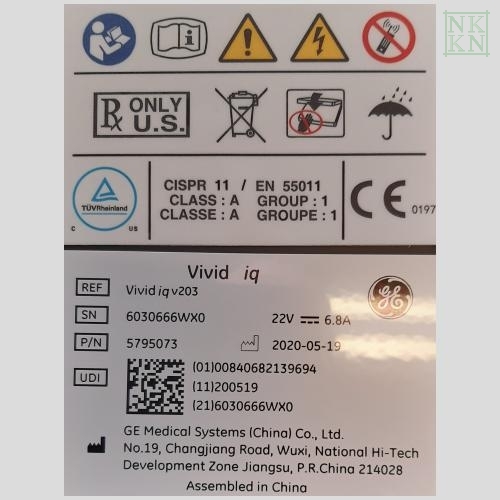 NK
KN
i
Rx ONLY
U.S.
TÜVRheinland
C US
CISPR 11 / EN 55011
CLASS : A GROUP : 1
CLASSE : A GROUPE : 1
CE 0197
Vivid iq
REF Vivid iq v203
GE
SN 6030666WX0 22V 6.8A
P/N 5795073 2020-05-19
UDI
(01)00840682139694
(11)200519
(21)6030666WX0
GE Medical Systems (China) Co., Ltd.
No.19, Changjiang Road, Wuxi, National Hi-Tech
Development Zone Jiangsu, P.R.China 214028
Assembled in China